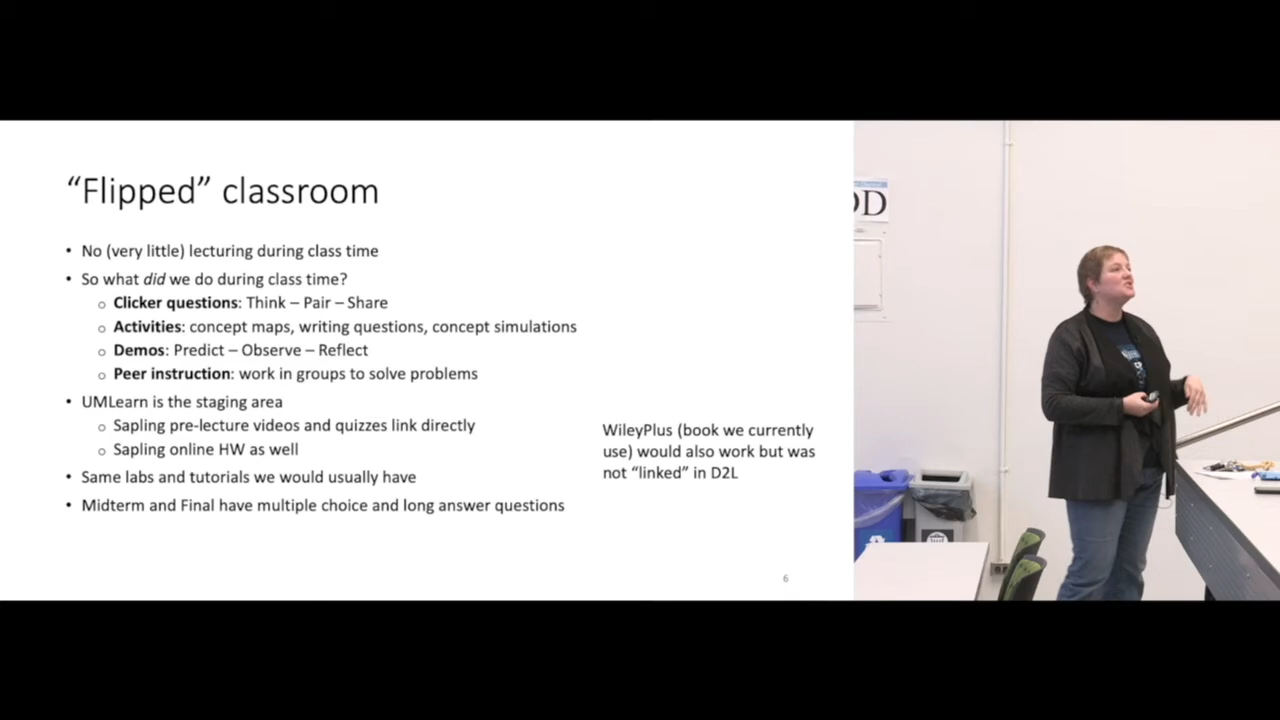 “Flipped” classroom
• No (very little) lecturing during class time
• So what did we do during class time?
o Clicker questions: Think – Pair – Share
o Activities: concept maps, writing questions, concept simulations
o Demos: Predict – Observe – Reflect
o Peer instruction: work in groups to solve problems
• UMLearn is the staging area
o Sapling pre-lecture videos and quizzes link directly
o Sapling online HW as well
• Same labs and tutorials we would usually have
• Midterm and Final have multiple choice and long answer questions
WileyPlus (book we currently
use) would also work but was
not “linked” in D2L
6